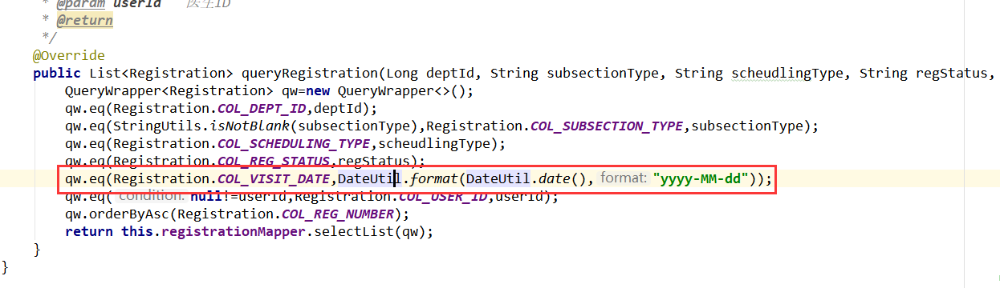 * @param userId 医生ID
* @return
*/
@Override
public List<Registration> queryRegistration(Long deptId, String subsectionType, String scheudlingType, String regStatus,
QueryWrapper<Registration> qw=new QueryWrapper<>();
qw.eq(Registration.COL_DEPT_ID,deptId);
qw.eq(StringUtils.isNotBlank(subsectionType),Registration.COL_SUBSECTION_TYPE,subsectionType);
qw.eq(Registration.COL_SCHEDULING_TYPE,scheudlingType);
qw.eq(Registration.COL_REG_STATUS,regStatus);
qw.eq(Registration.COL_VISIT_DATE,DateUtil.format(DateUtil.date(), format: "yyyy-MM-dd"));
qw.eq( condition: null!=userId,Registration.COL_USER_ID,userId);
qw.orderByAsc(Registration.COL_REG_NUMBER);
return this.registrationMapper.selectList(qw);
}
}